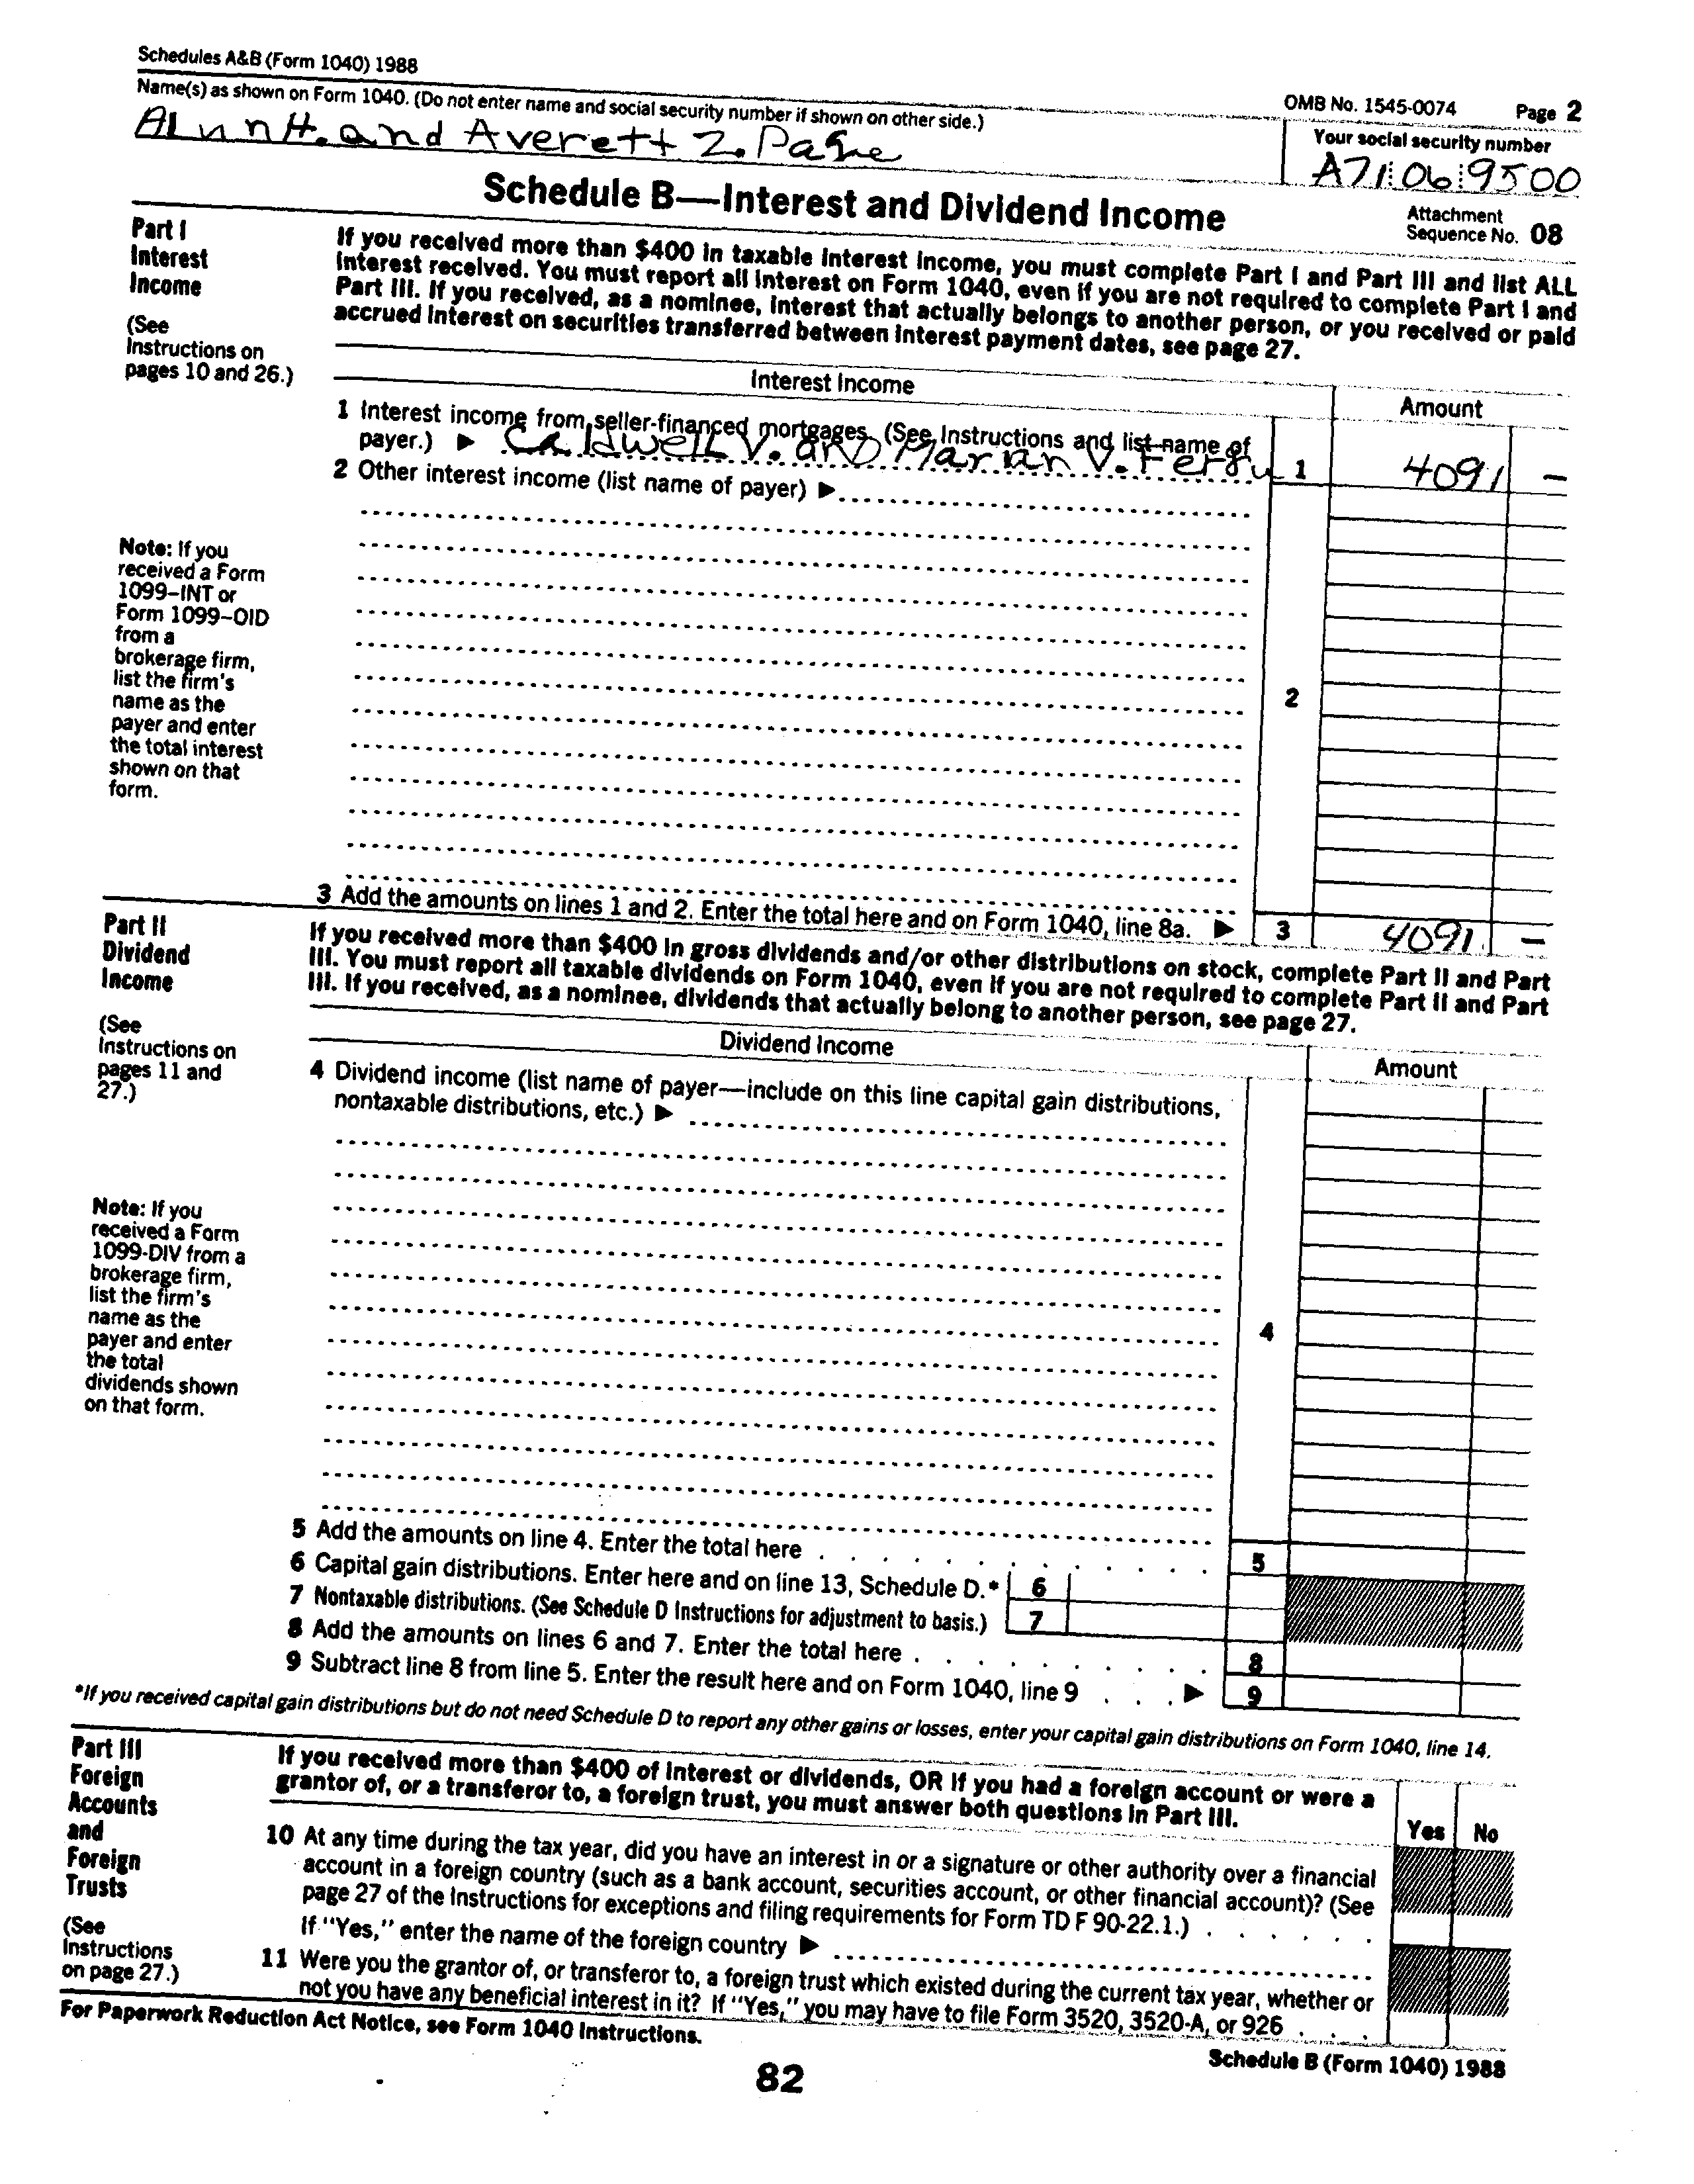 Schedules A&B (Form 1040) 1988
OMB No. 1545-0074 Page 2
Name(s) as shown on Form 1040. (Do not enter name and social security number if shown on other side.)
Your social security number
Alun H. and Averett Z. Page
A71 06 9500
Schedule B—Interest and Dividend Income
Attachment
Sequence No. 08
Part I
Interest
Income
(See
Instructions on
pages 10 and 26.)
If you received more than $400 in taxable interest income, you must complete Part I and Part III and list ALL
interest received. You must report all interest on Form 1040, even if you are not required to complete Part I and
Part III. If you received, as a nominee, interest that actually belongs to another person, or you received or paid
accrued interest on securities transferred between interest payment dates, see page 27.
Interest Income
Amount
1 Interest income from seller-financed mortgages. (See Instructions and list name of
payer.) ▶ Caldwell V. and Marian V. Fergu 1 4091 —
2 Other interest income (list name of payer) ▶
Note: If you
received a Form
1099–INT or
Form 1099–OID
from a
brokerage firm,
list the firm's
name as the
payer and enter
the total interest
shown on that
form.
2
3 Add the amounts on lines 1 and 2. Enter the total here and on Form 1040, line 8a. ▶ 3 4091 —
Part II
Dividend
Income
(See
Instructions on
pages 11 and
27.)
If you received more than $400 in gross dividends and/or other distributions on stock, complete Part II and Part
III. You must report all taxable dividends on Form 1040, even if you are not required to complete Part II and Part
III. If you received, as a nominee, dividends that actually belong to another person, see page 27.
Dividend Income
Amount
4 Dividend income (list name of payer—include on this line capital gain distributions,
nontaxable distributions, etc.) ▶
Note: If you
received a Form
1099-DIV from a
brokerage firm,
list the firm's
name as the
payer and enter
the total
dividends shown
on that form.
4
5 Add the amounts on line 4. Enter the total here 5
6 Capital gain distributions. Enter here and on line 13, Schedule D.* 6
7 Nontaxable distributions. (See Schedule D Instructions for adjustment to basis.) 7
8 Add the amounts on lines 6 and 7. Enter the total here 8
9 Subtract line 8 from line 5. Enter the result here and on Form 1040, line 9 ▶ 9
*If you received capital gain distributions but do not need Schedule D to report any other gains or losses, enter your capital gain distributions on Form 1040, line 14.
Part III
Foreign
Accounts
and
Foreign
Trusts
(See
Instructions
on page 27.)
If you received more than $400 of interest or dividends, OR if you had a foreign account or were a
grantor of, or a transferor to, a foreign trust, you must answer both questions in Part III.
Yes No
10 At any time during the tax year, did you have an interest in or a signature or other authority over a financial
account in a foreign country (such as a bank account, securities account, or other financial account)? (See
page 27 of the Instructions for exceptions and filing requirements for Form TD F 90-22.1.)
If "Yes," enter the name of the foreign country ▶
11 Were you the grantor of, or transferor to, a foreign trust which existed during the current tax year, whether or
not you have any beneficial interest in it? If "Yes," you may have to file Form 3520, 3520-A, or 926
For Paperwork Reduction Act Notice, see Form 1040 Instructions.
Schedule B (Form 1040) 1988
82